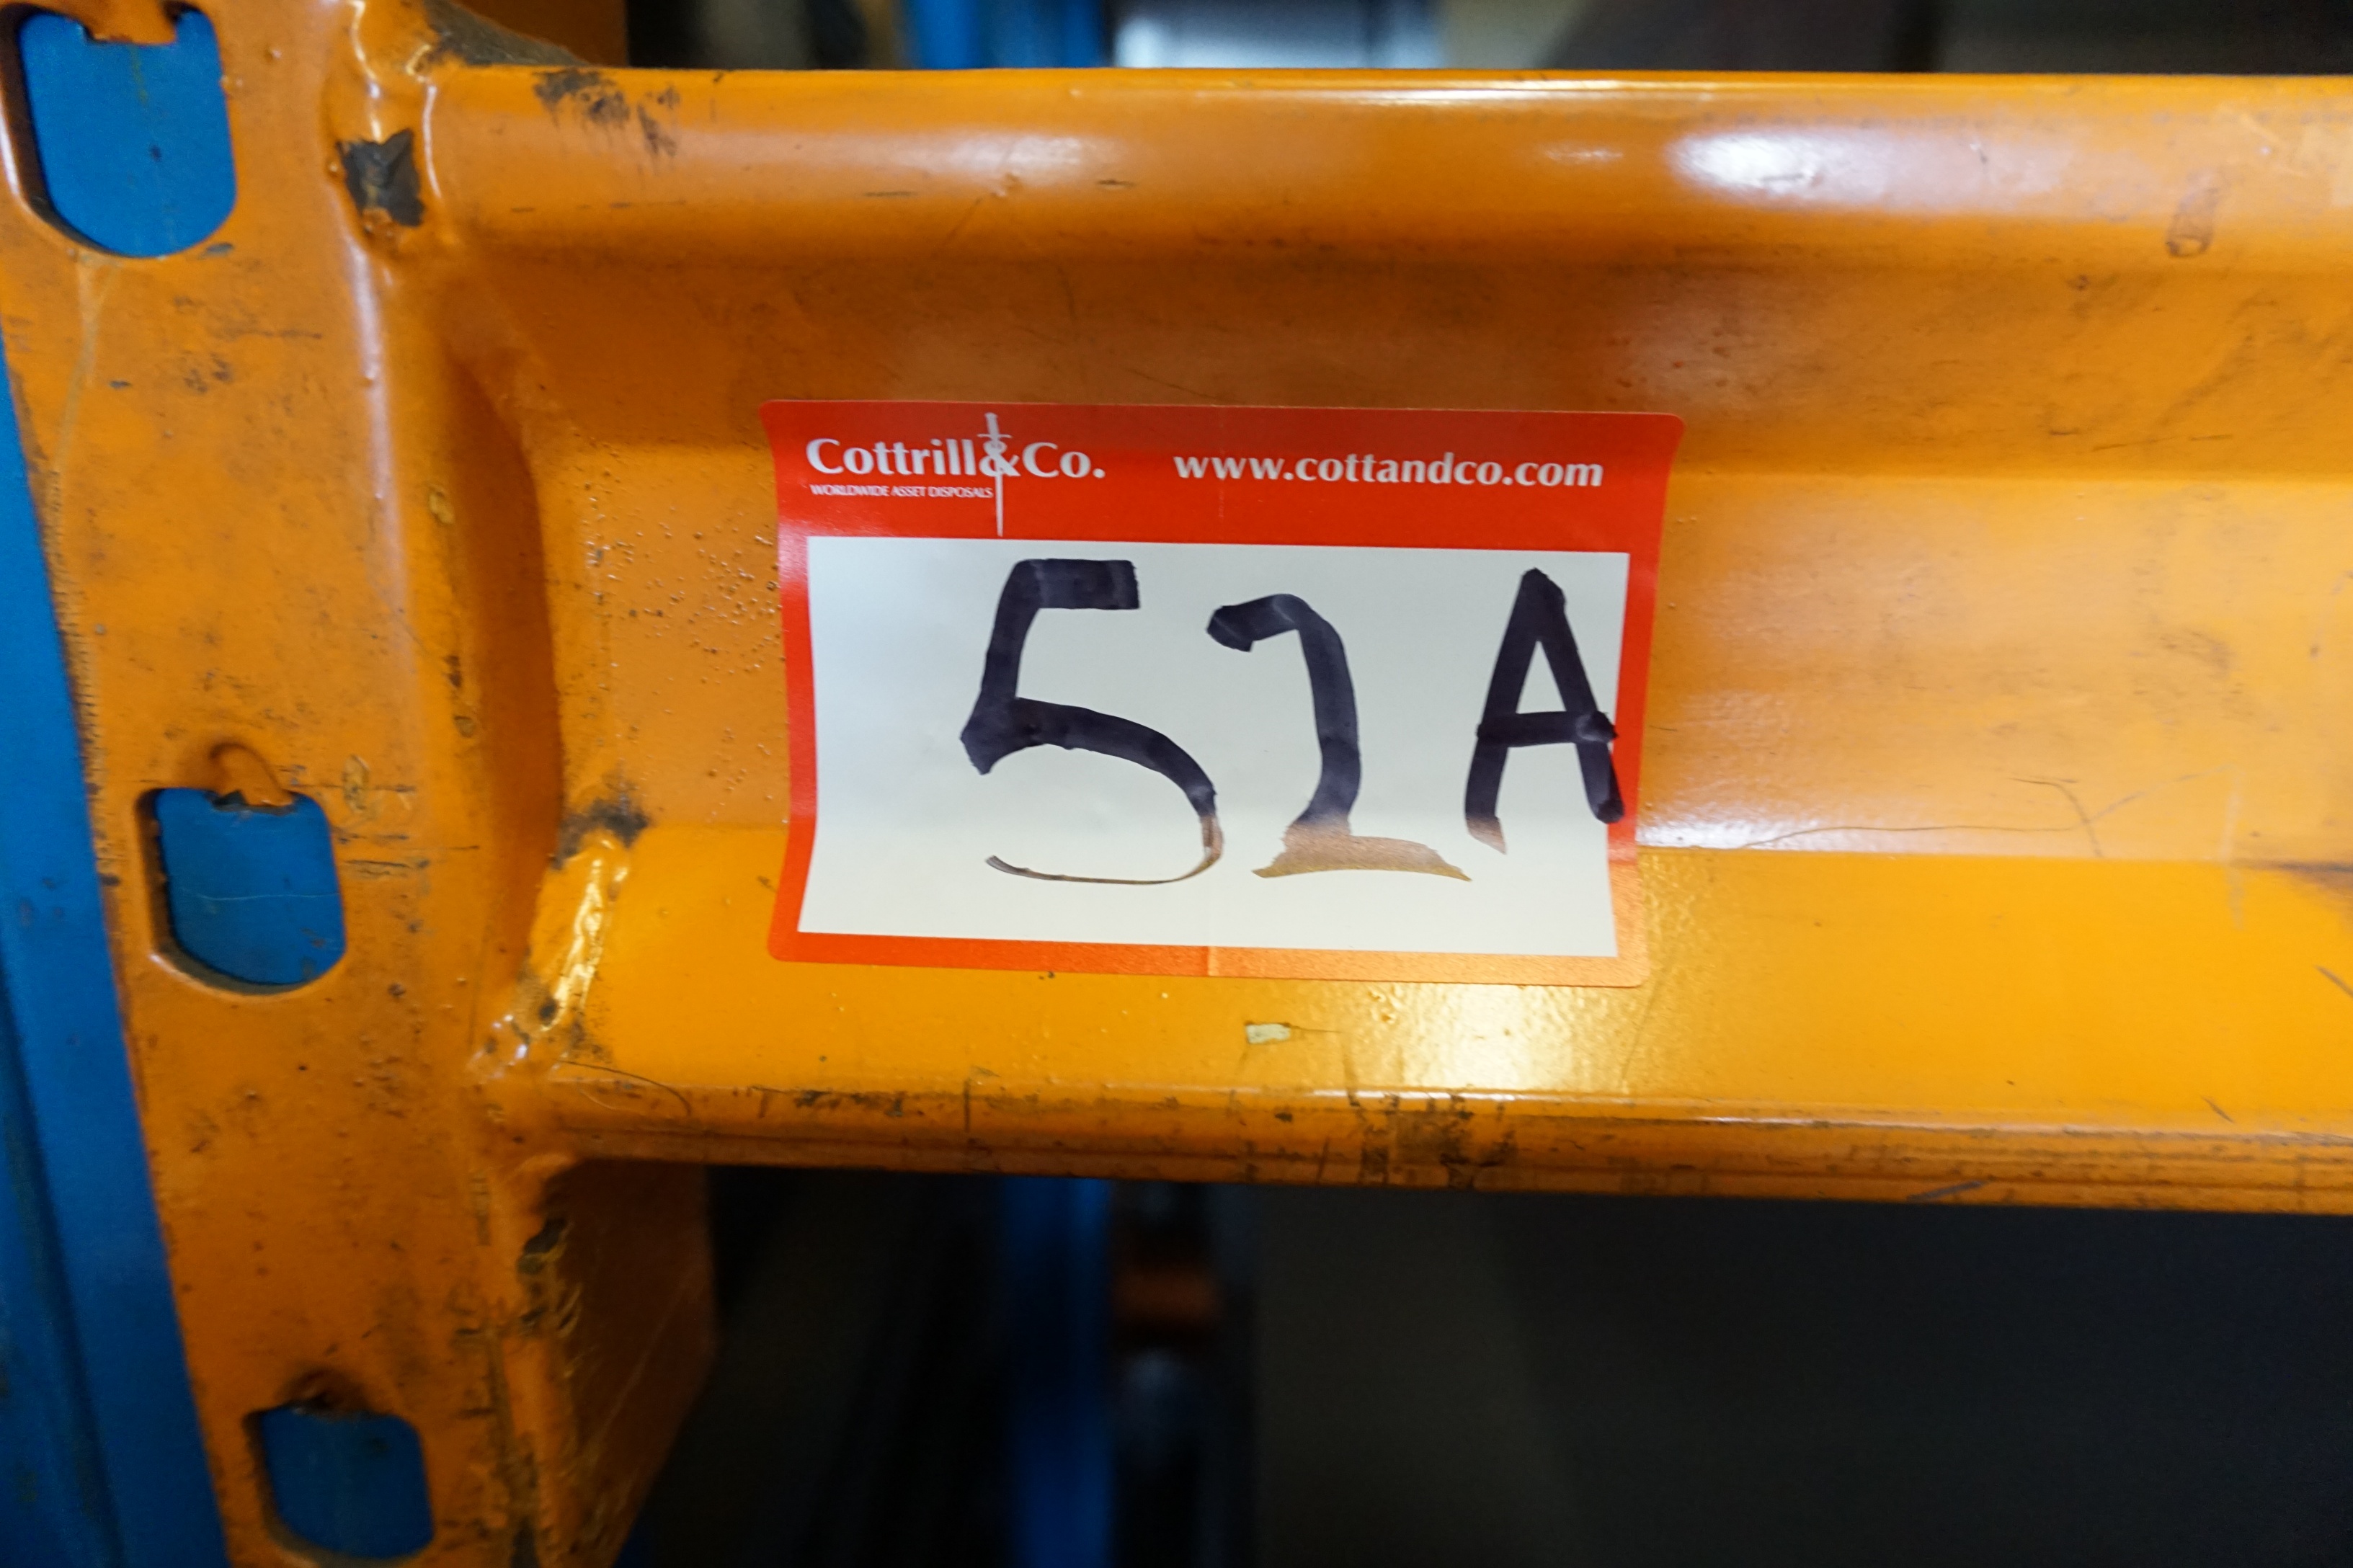 Cottrill&Co. www.cottandco.com
WORLDWIDE ASSET DISPOSALS
52A